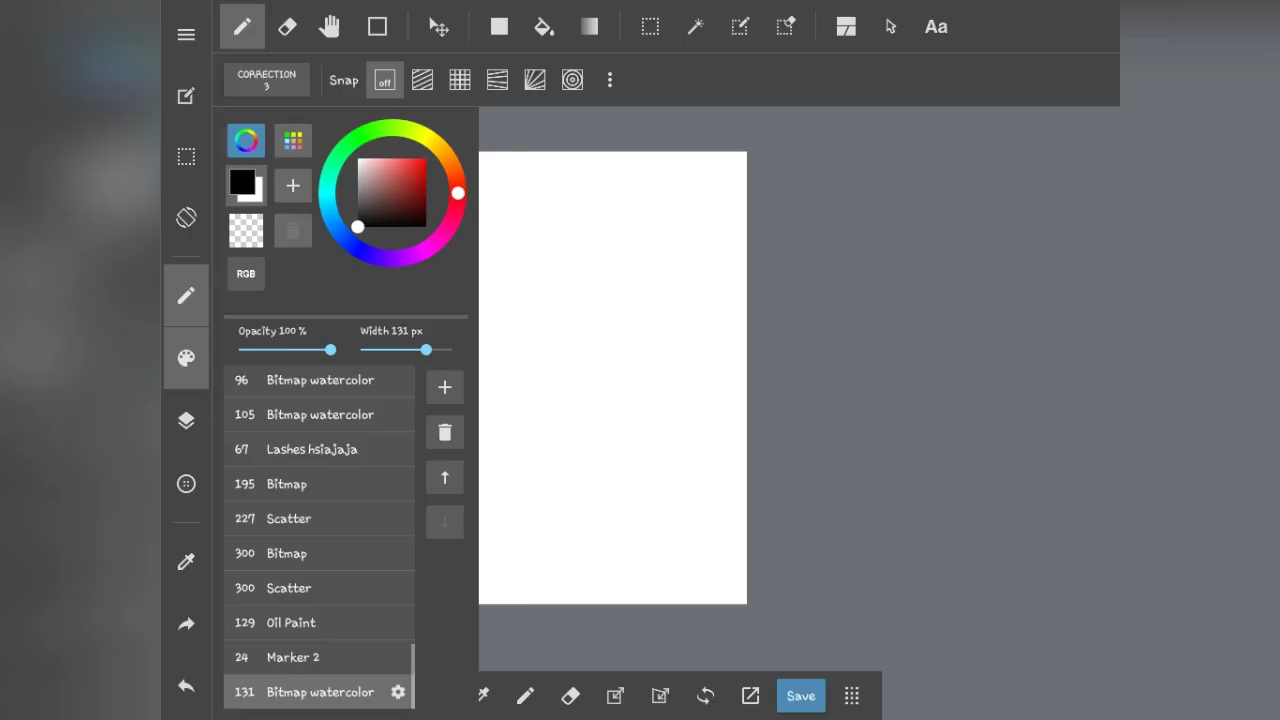 Aa
CORRECTION
3
Snap
off
RGB
Opacity 100 %
Width 131 px
96 Bitmap watercolor
105 Bitmap watercolor
67 Lashes hsiajaja
195 Bitmap
227 Scatter
300 Bitmap
300 Scatter
129 Oil Paint
24 Marker 2
131 Bitmap watercolor
Save